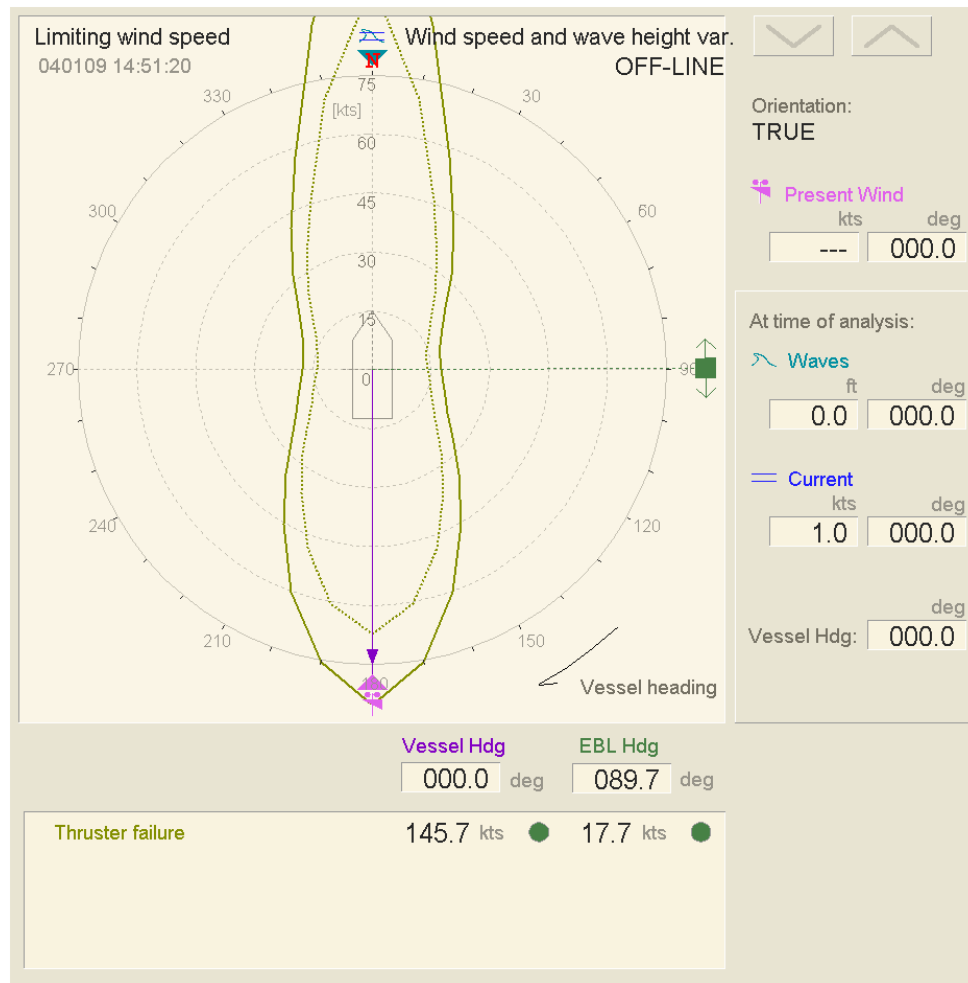 Limiting wind speed
Wind speed and wave height var.
040109 14:51:20
OFF-LINE
N
75
[kts]
60
45
30
15
0
330
30
300
60
270
90
240
120
210
150
180
Vessel heading
Orientation:
TRUE
Present Wind
kts deg
--- 000.0
At time of analysis:
Waves
ft deg
0.0 000.0
Current
kts deg
1.0 000.0
deg
Vessel Hdg: 000.0
Vessel Hdg EBL Hdg
000.0 deg 089.7 deg
Thruster failure 145.7 kts 17.7 kts